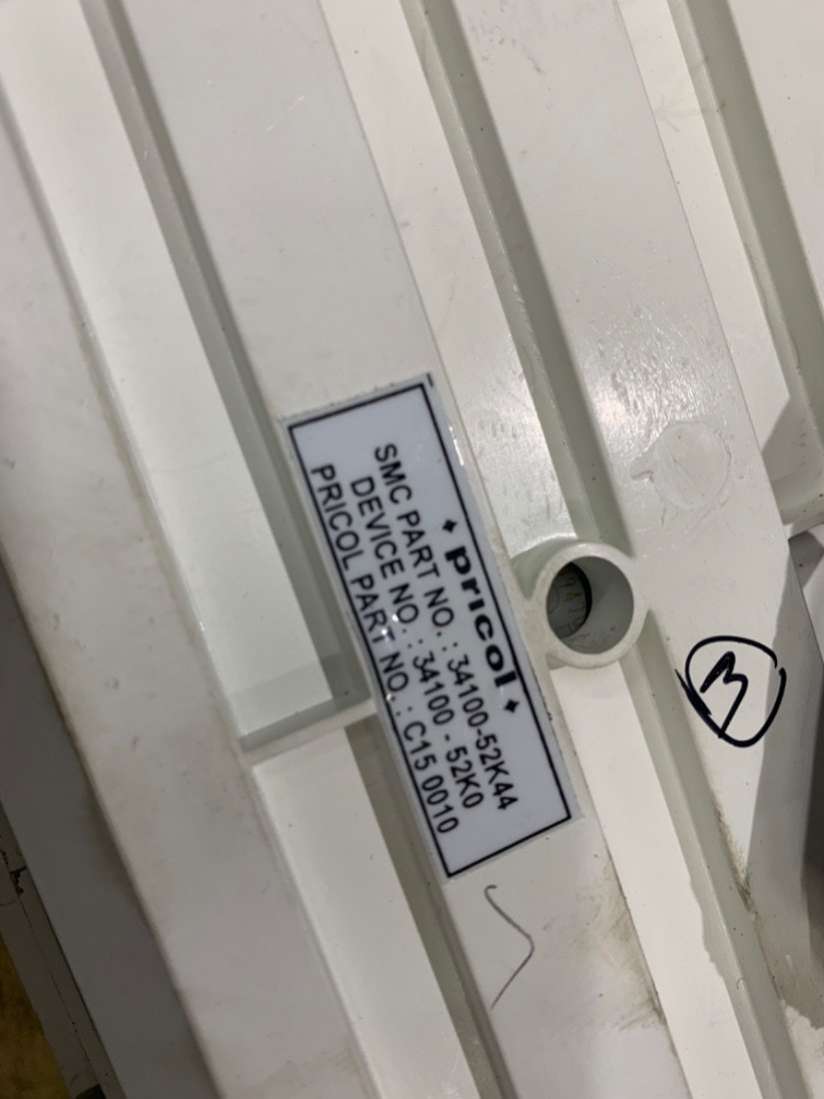 pricol
SMC PART NO. : 34100-52K44
DEVICE NO. : 34100 - 52K0
PRICOL PART NO. : C15 0010
3